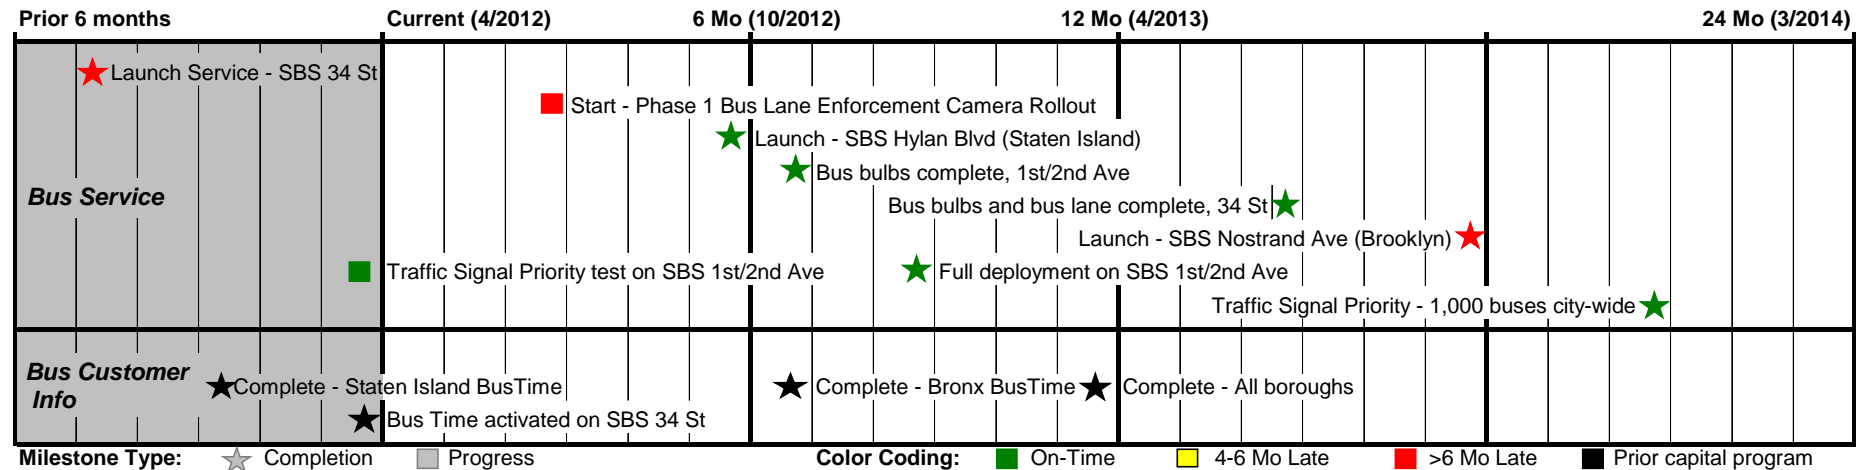 Prior 6 months Current (4/2012) 6 Mo (10/2012) 12 Mo (4/2013) 24 Mo (3/2014)
Launch Service - SBS 34 St
Start - Phase 1 Bus Lane Enforcement Camera Rollout
Launch - SBS Hylan Blvd (Staten Island)
Bus bulbs complete, 1st/2nd Ave
Bus Service
Bus bulbs and bus lane complete, 34 St
Launch - SBS Nostrand Ave (Brooklyn)
Traffic Signal Priority test on SBS 1st/2nd Ave Full deployment on SBS 1st/2nd Ave
Traffic Signal Priority - 1,000 buses city-wide
Bus Customer
Info
Complete - Staten Island BusTime Complete - Bronx BusTime Complete - All boroughs
Bus Time activated on SBS 34 St
Milestone Type: Completion Progress Color Coding: On-Time 4-6 Mo Late >6 Mo Late Prior capital program